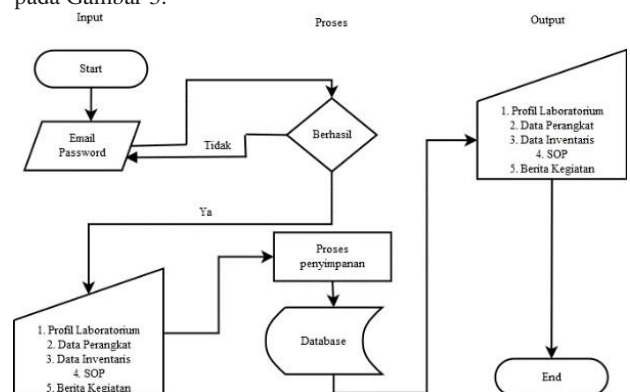 pada Gambar 3.
Input
Proses
Output
Start
Email
Password
Berhasil
Tidak
Ya
1. Profil Laboratorium
2. Data Perangkat
3. Data Inventaris
4. SOP
5. Berita Kegiatan
Proses
penyimpanan
Database
1. Profil Laboratorium
2. Data Perangkat
3. Data Inventaris
4. SOP
5. Berita Kegiatan
End